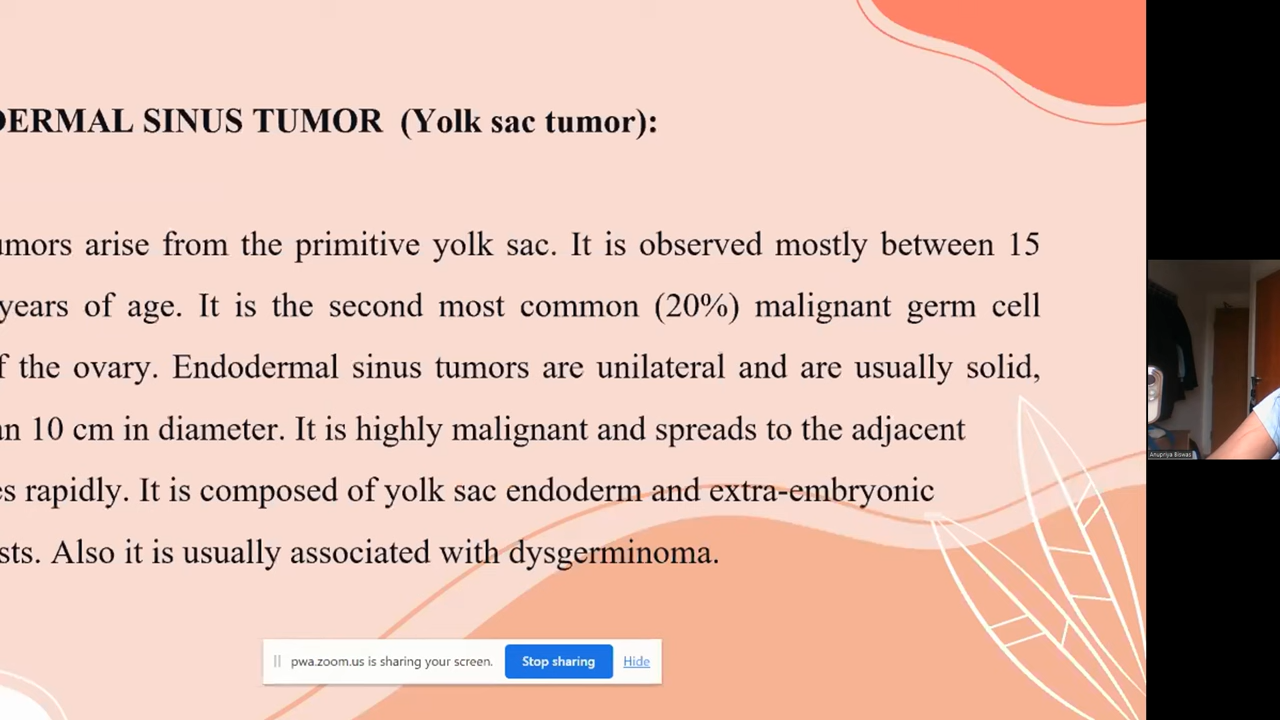 DERMAL SINUS TUMOR (Yolk sac tumor):
umors arise from the primitive yolk sac. It is observed mostly between 15
years of age. It is the second most common (20%) malignant germ cell
f the ovary. Endodermal sinus tumors are unilateral and are usually solid,
an 10 cm in diameter. It is highly malignant and spreads to the adjacent
es rapidly. It is composed of yolk sac endoderm and extra-embryonic
sts. Also it is usually associated with dysgerminoma.
pwa.zoom.us is sharing your screen. Stop sharing Hide
Anupriya Biswas